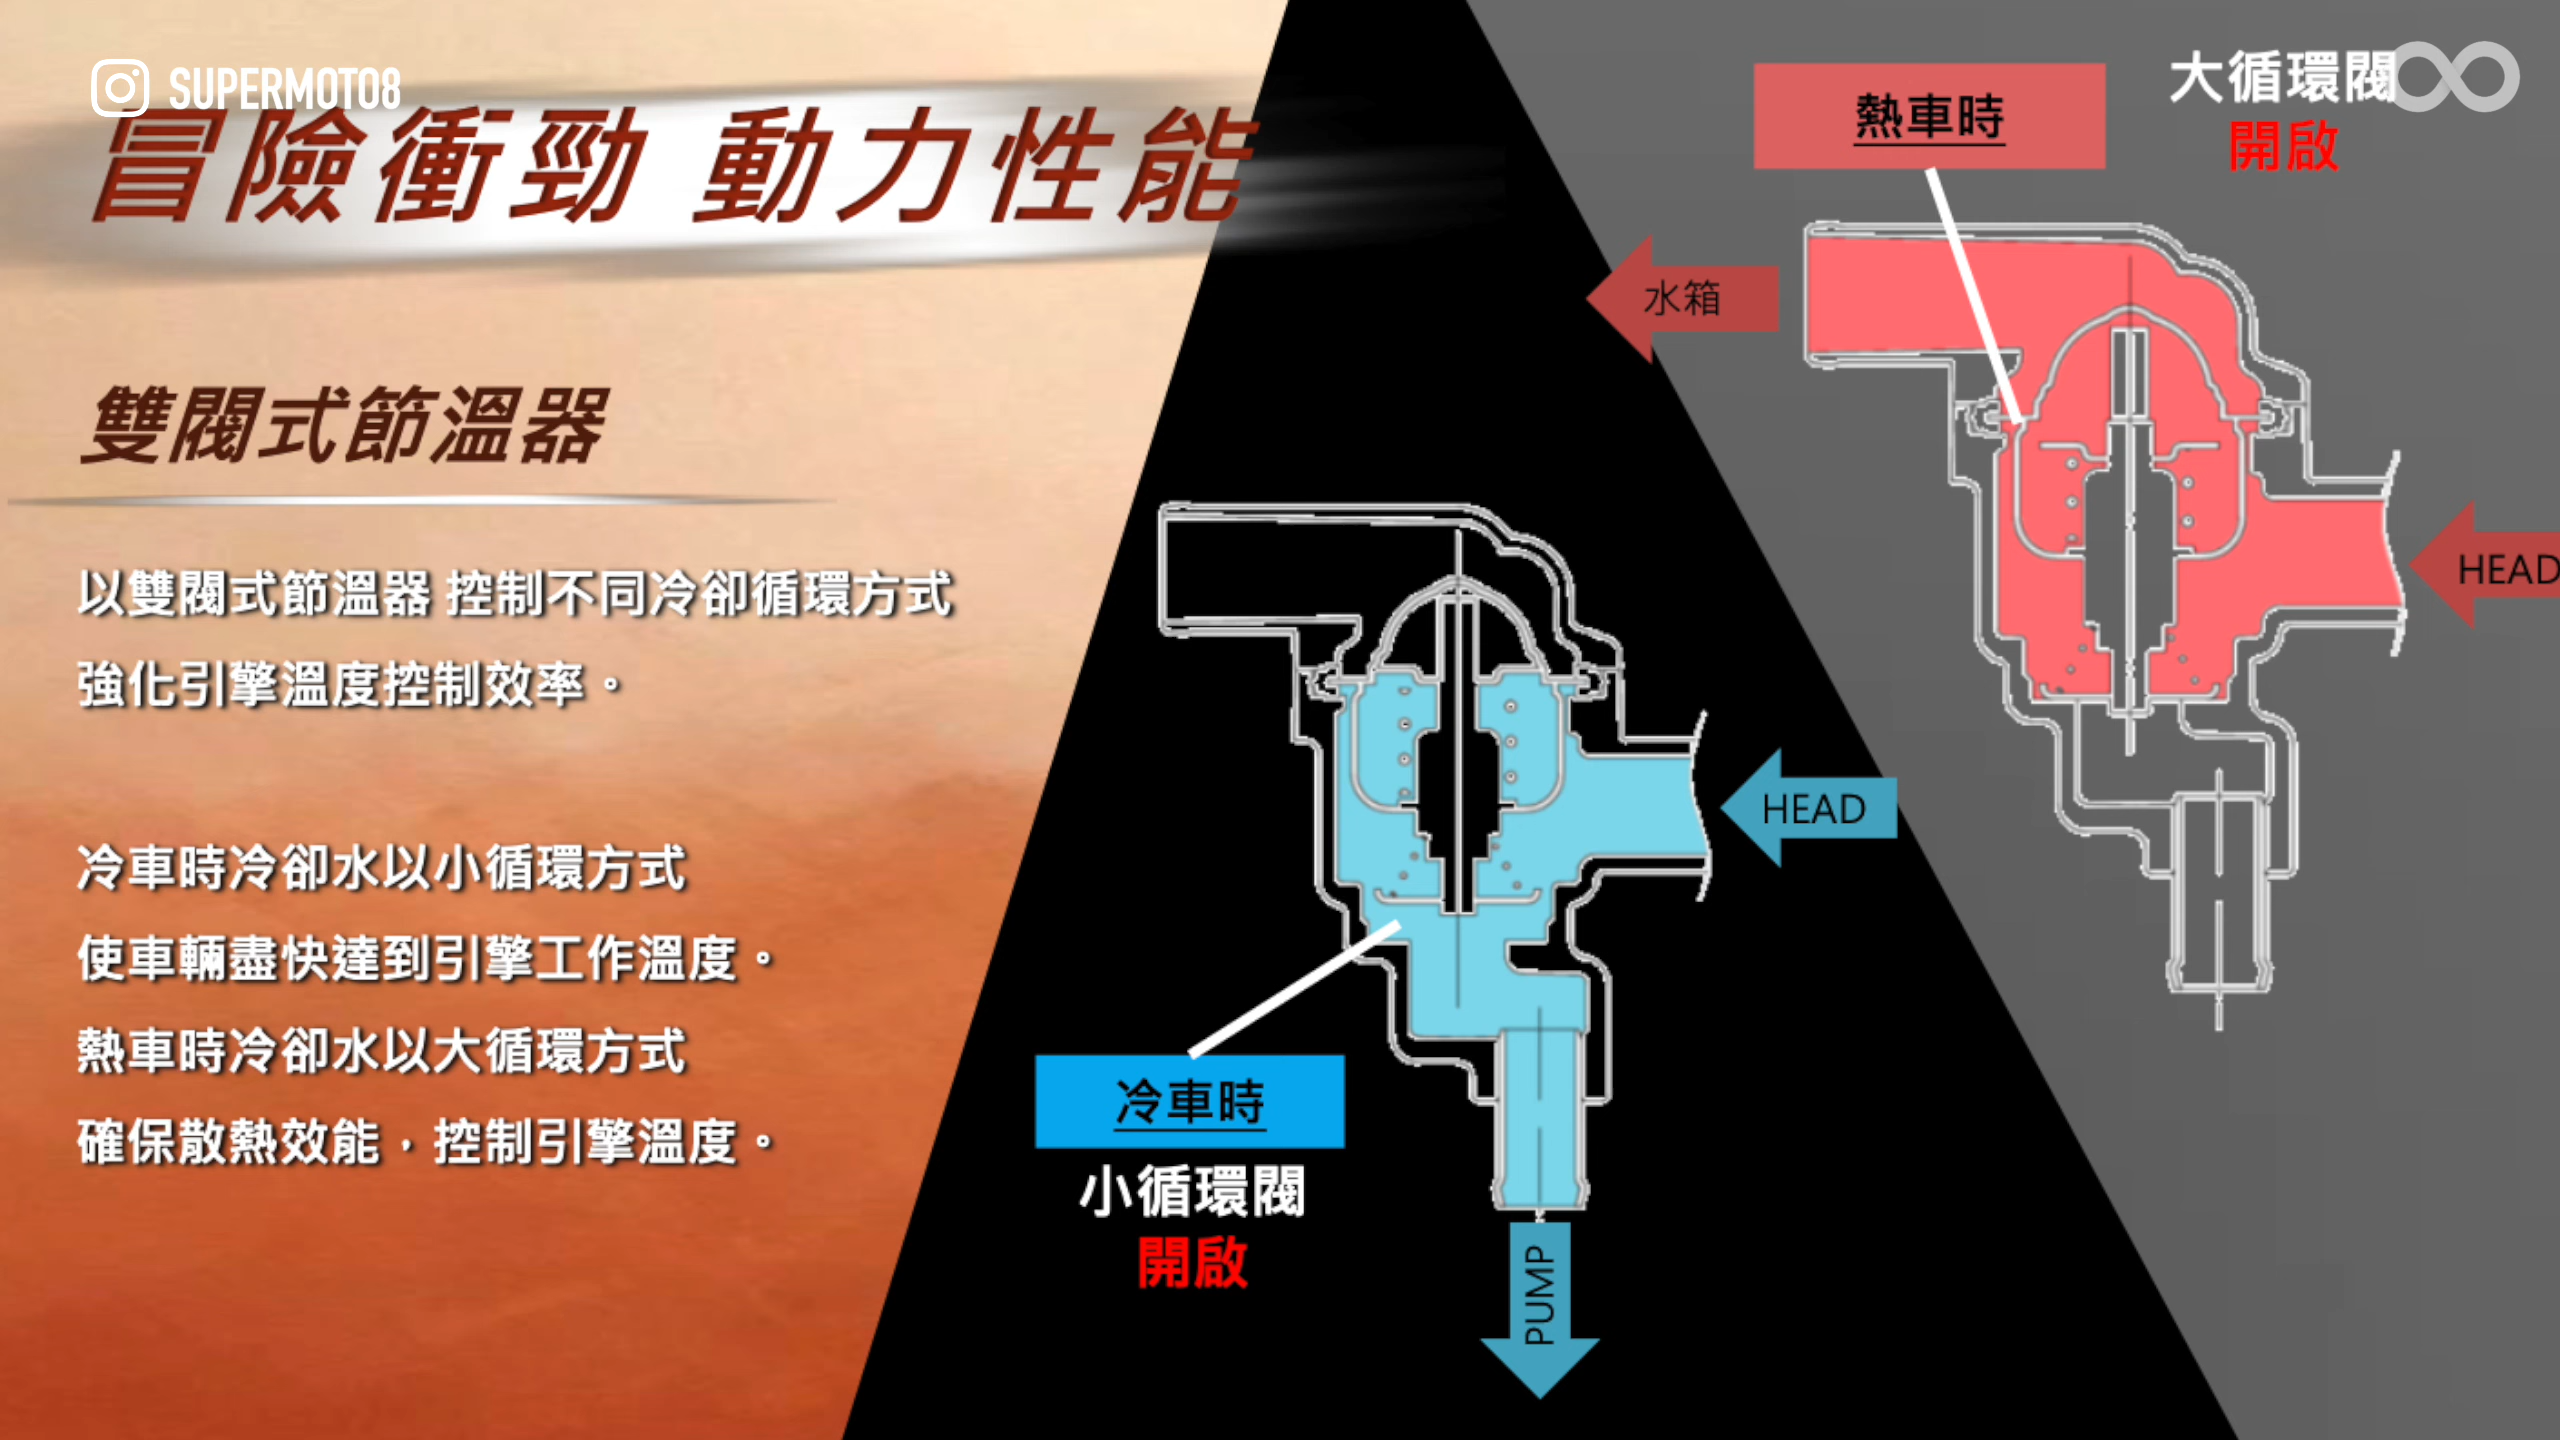 SUPERMOTO8
冒險衝勁 動力性能
雙閥式節溫器
以雙閥式節溫器 控制不同冷卻循環方式
強化引擎溫度控制效率。
冷車時冷卻水以小循環方式
使車輛盡快達到引擎工作溫度。
熱車時冷卻水以大循環方式
確保散熱效能，控制引擎溫度。
HEAD
冷車時
小循環閥
開啟
PUMP
熱車時
大循環閥
開啟
水箱
HEAD